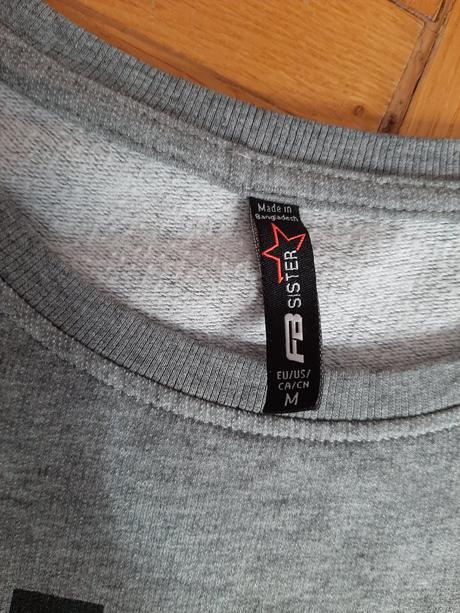 Made in
Bangladesh
FB SISTER
EU/US/
CA/CN
M